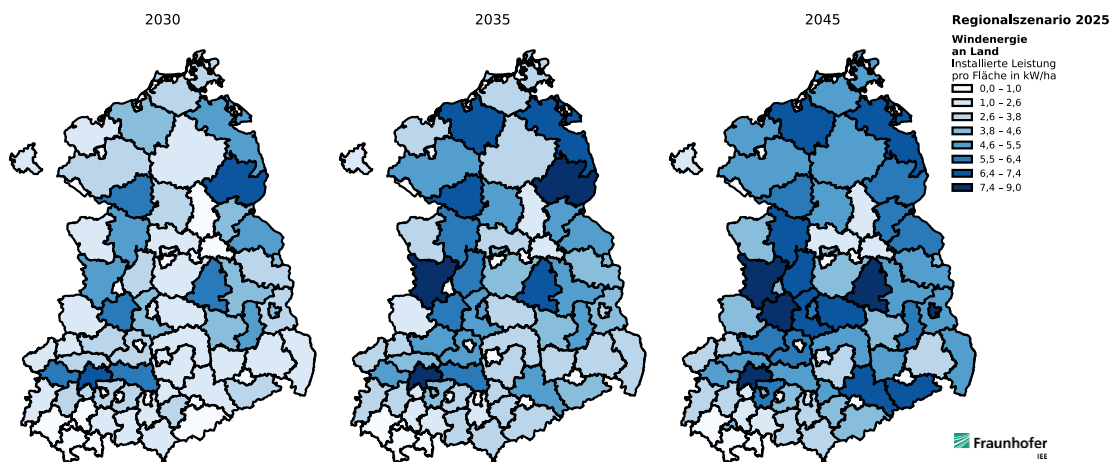 2030
2035
2045
Regionalszenario 2025
Windenergie
an Land
Installierte Leistung
pro Fläche in kW/ha
0,0 – 1,0
1,0 – 2,6
2,6 – 3,8
3,8 – 4,6
4,6 – 5,5
5,5 – 6,4
6,4 – 7,4
7,4 – 9,0
Fraunhofer
IEE